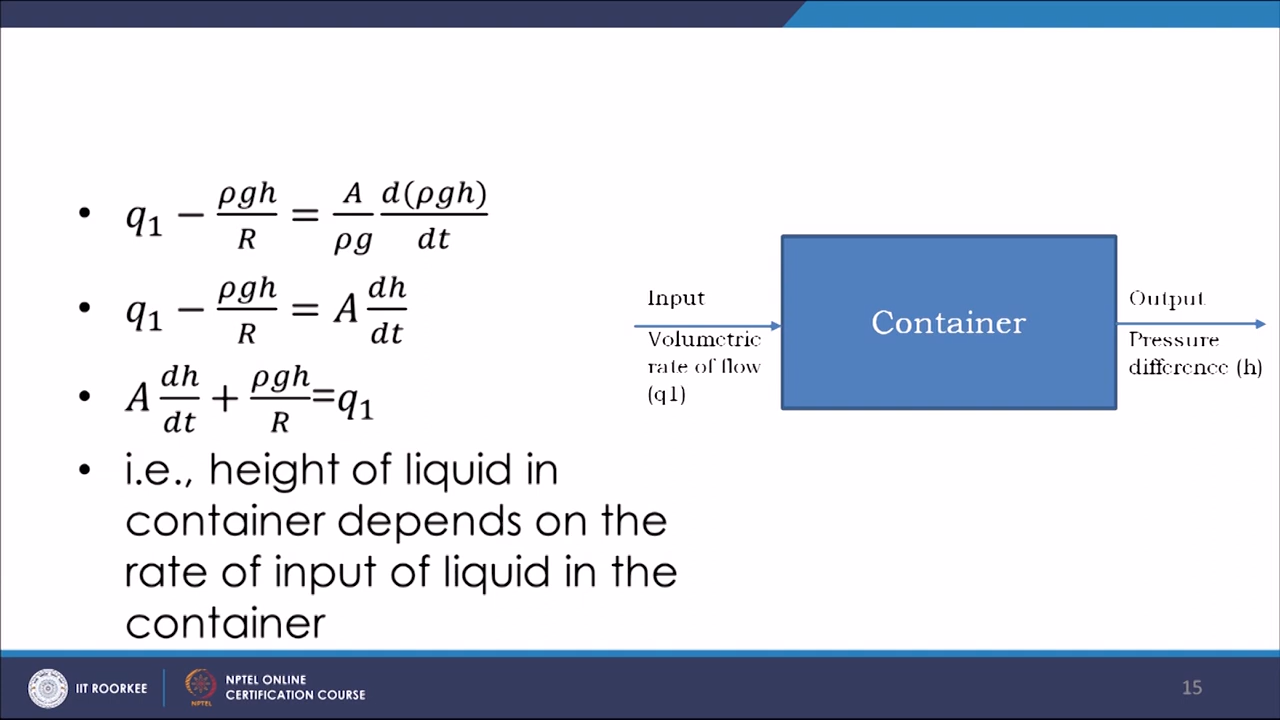 • q₁ − ρgh/R = A/ρg d(ρgh)/dt
• q₁ − ρgh/R = A dh/dt
• A dh/dt + ρgh/R=q₁
• i.e., height of liquid in
container depends on the
rate of input of liquid in the
container
Input
Volumetric
rate of flow
(q1)
Container
Output
Pressure
difference (h)
IIT ROORKEE
NPTEL
NPTEL ONLINE
CERTIFICATION COURSE
15